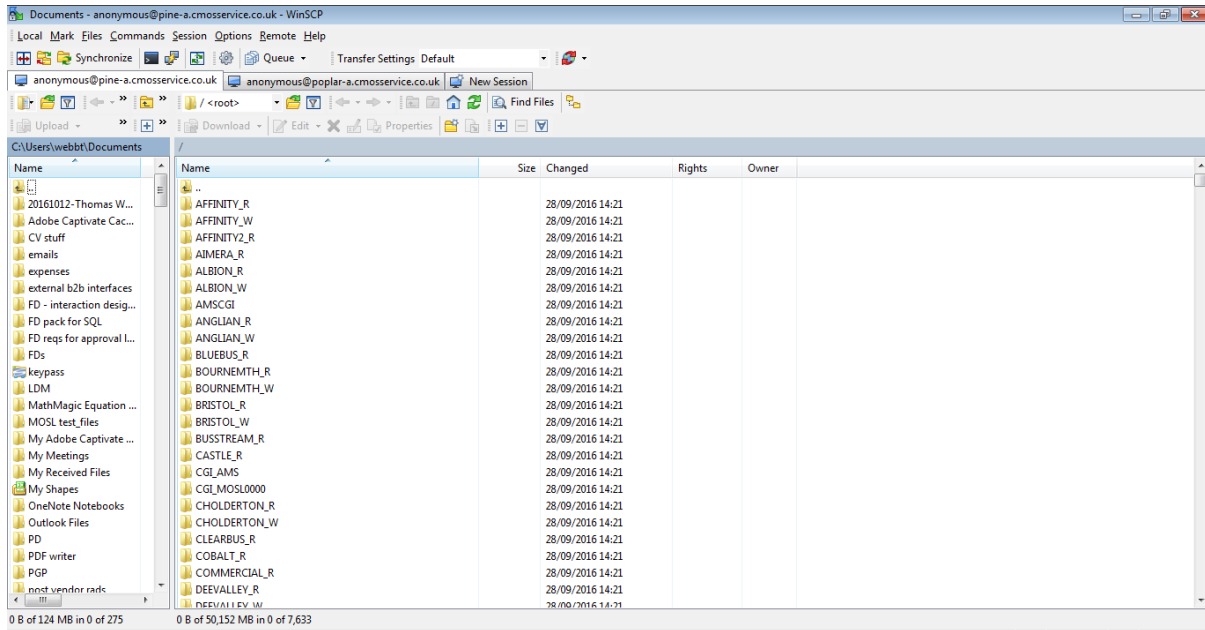 Documents - anonymous@pine-a.cmosservice.co.uk - WinSCP
Local Mark Files Commands Session Options Remote Help
Synchronize Queue Transfer Settings Default
anonymous@pine-a.cmosservice.co.uk anonymous@poplar-a.cmosservice.co.uk New Session
/ <root> Find Files
Upload Download Edit Properties
C:\Users\webbt\Documents /
Name Name Size Changed Rights Owner
.. ..
20161012-Thomas W... AFFINITY_R 28/09/2016 14:21
Adobe Captivate Cac... AFFINITY_W 28/09/2016 14:21
CV stuff AFFINITY2_R 28/09/2016 14:21
emails AIMERA_R 28/09/2016 14:21
expenses ALBION_R 28/09/2016 14:21
external b2b interfaces ALBION_W 28/09/2016 14:21
FD - interaction desig... AMSCGI 28/09/2016 14:21
FD pack for SQL ANGLIAN_R 28/09/2016 14:21
FD reqs for approval l... ANGLIAN_W 28/09/2016 14:21
FDs BLUEBUS_R 28/09/2016 14:21
keypass BOURNEMTH_R 28/09/2016 14:21
LDM BOURNEMTH_W 28/09/2016 14:21
MathMagic Equation ... BRISTOL_R 28/09/2016 14:21
MOSL test_files BRISTOL_W 28/09/2016 14:21
My Adobe Captivate ... BUSSTREAM_R 28/09/2016 14:21
My Meetings CASTLE_R 28/09/2016 14:21
My Received Files CGI_AMS 28/09/2016 14:21
My Shapes CGI_MOSL0000 28/09/2016 14:21
OneNote Notebooks CHOLDERTON_R 28/09/2016 14:21
Outlook Files CHOLDERTON_W 28/09/2016 14:21
PD CLEARBUS_R 28/09/2016 14:21
PDF writer COBALT_R 28/09/2016 14:21
PGP COMMERCIAL_R 28/09/2016 14:21
post vendor rads DEEVALLEY_R 28/09/2016 14:21
DEEVALLEY_W 28/09/2016 14:21
0 B of 124 MB in 0 of 275 0 B of 50,152 MB in 0 of 7,633